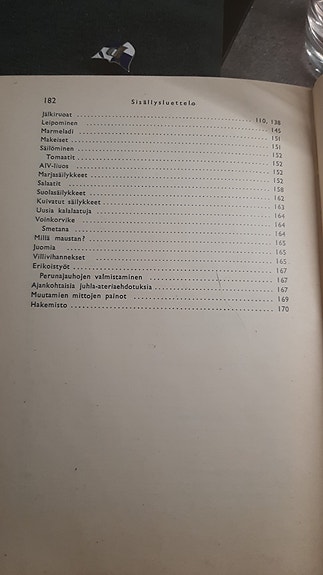 182 Sisällysluettelo
Jälkiruoat 110, 138
Leipominen 145
Marmeladi 151
Makeiset 151
Säilöminen 152
Tomaatit 152
AIV-liuos 152
Marjasäilykkeet 152
Salaatit 158
Suolasäilykkeet 162
Kuivatut säilykkeet 163
Uusia kalalaatuja 164
Voinkorvike 164
Smetana 164
Millä maustan? 165
Juomia 165
Villivihannekset 165
Erikoistyöt 167
Perunajauhojen valmistaminen 167
Ajankohtaisia juhla-ateriaehdotuksia 167
Muutamien mittojen painot 169
Hakemisto 170